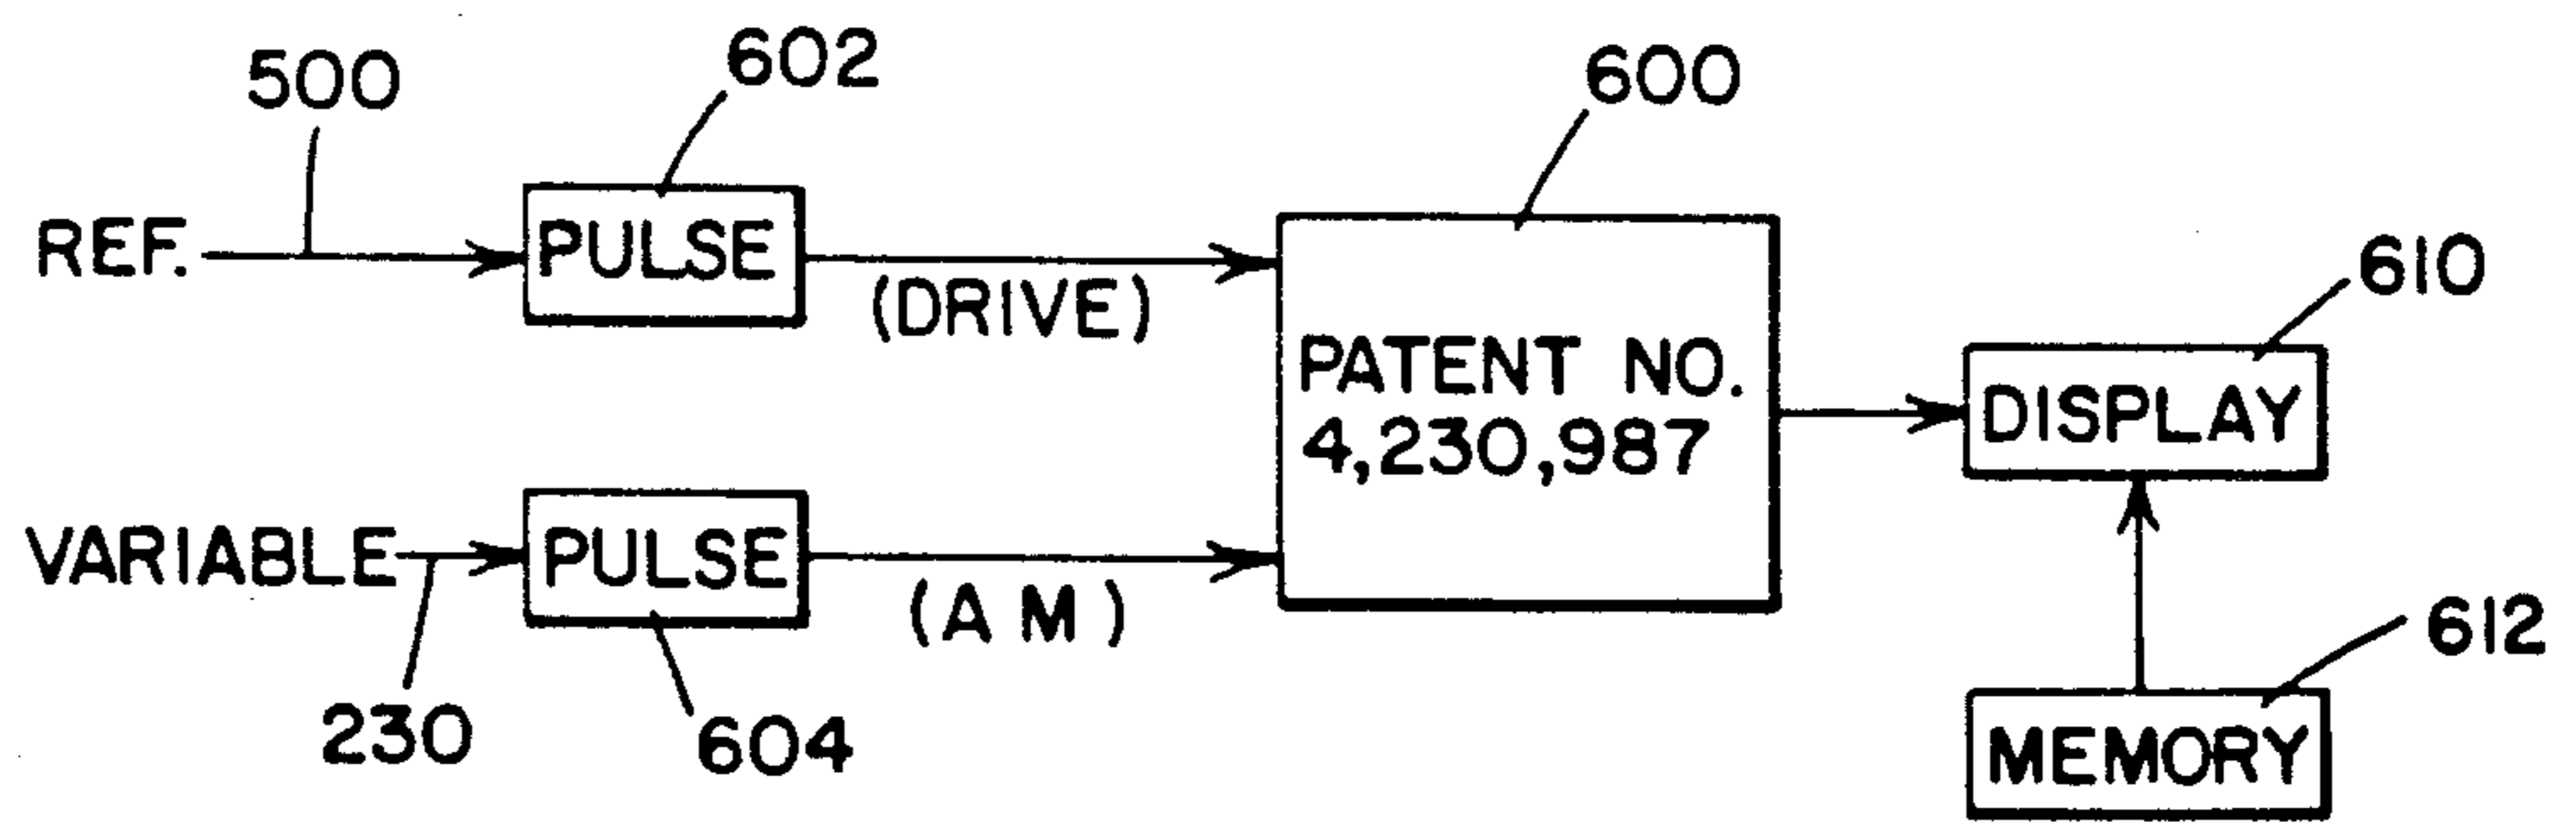 500
602
600
REF.
PULSE
(DRIVE)
610
PATENT NO.
4,230,987
DISPLAY
VARIABLE
PULSE
(AM)
230
604
612
MEMORY